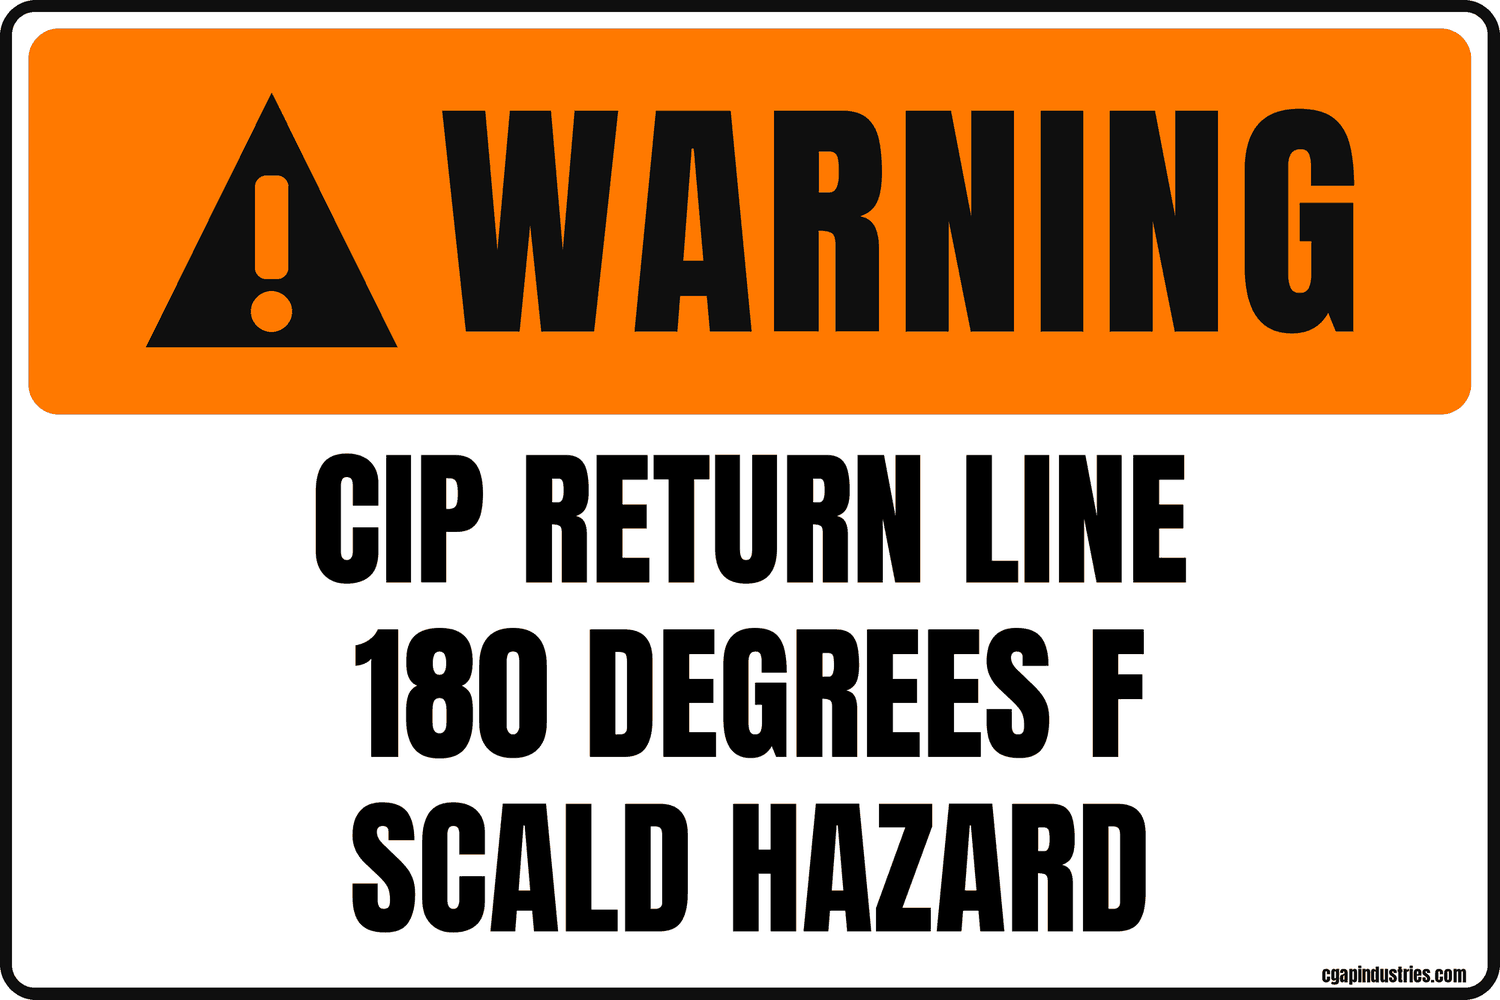 WARNING
CIP RETURN LINE
180 DEGREES F
SCALD HAZARD
cgapindustries.com